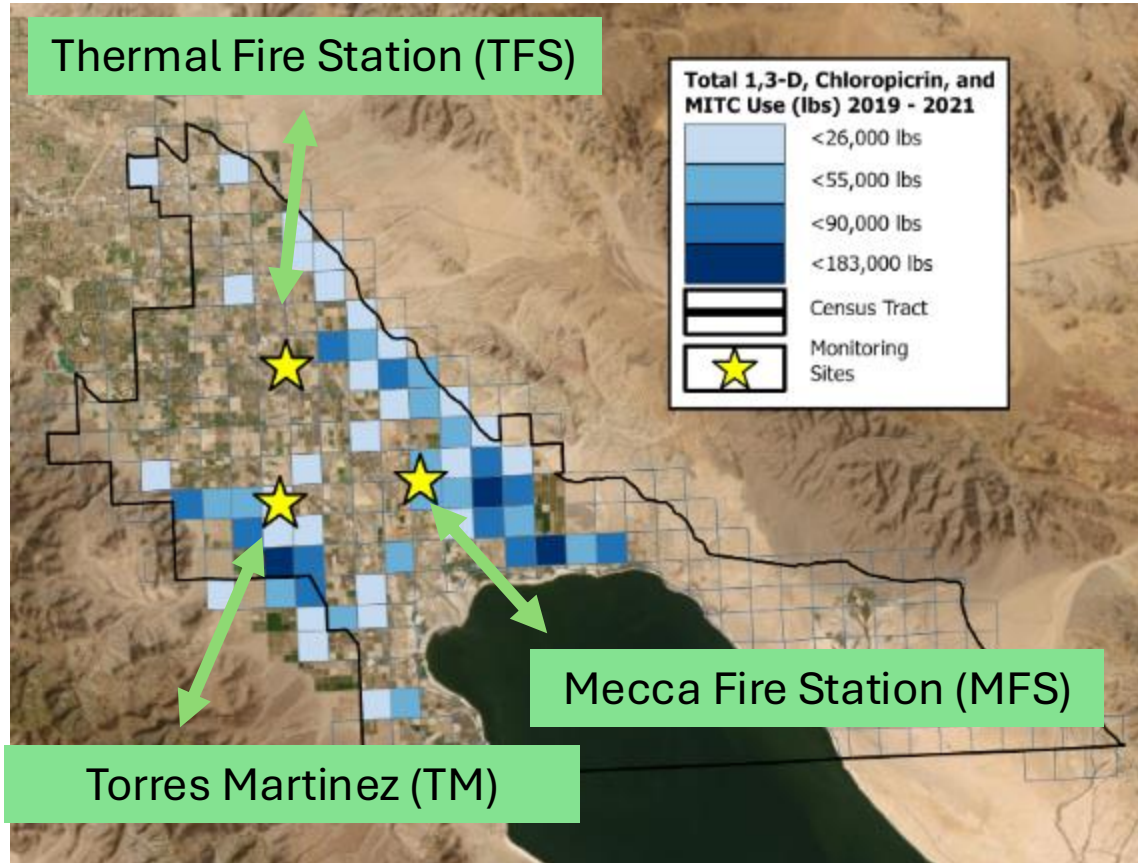 Thermal Fire Station (TFS)
Total 1,3-D, Chloropicrin, and
MITC Use (lbs) 2019 - 2021
<26,000 lbs
<55,000 lbs
<90,000 lbs
<183,000 lbs
Census Tract
Monitoring
Sites
Mecca Fire Station (MFS)
Torres Martinez (TM)